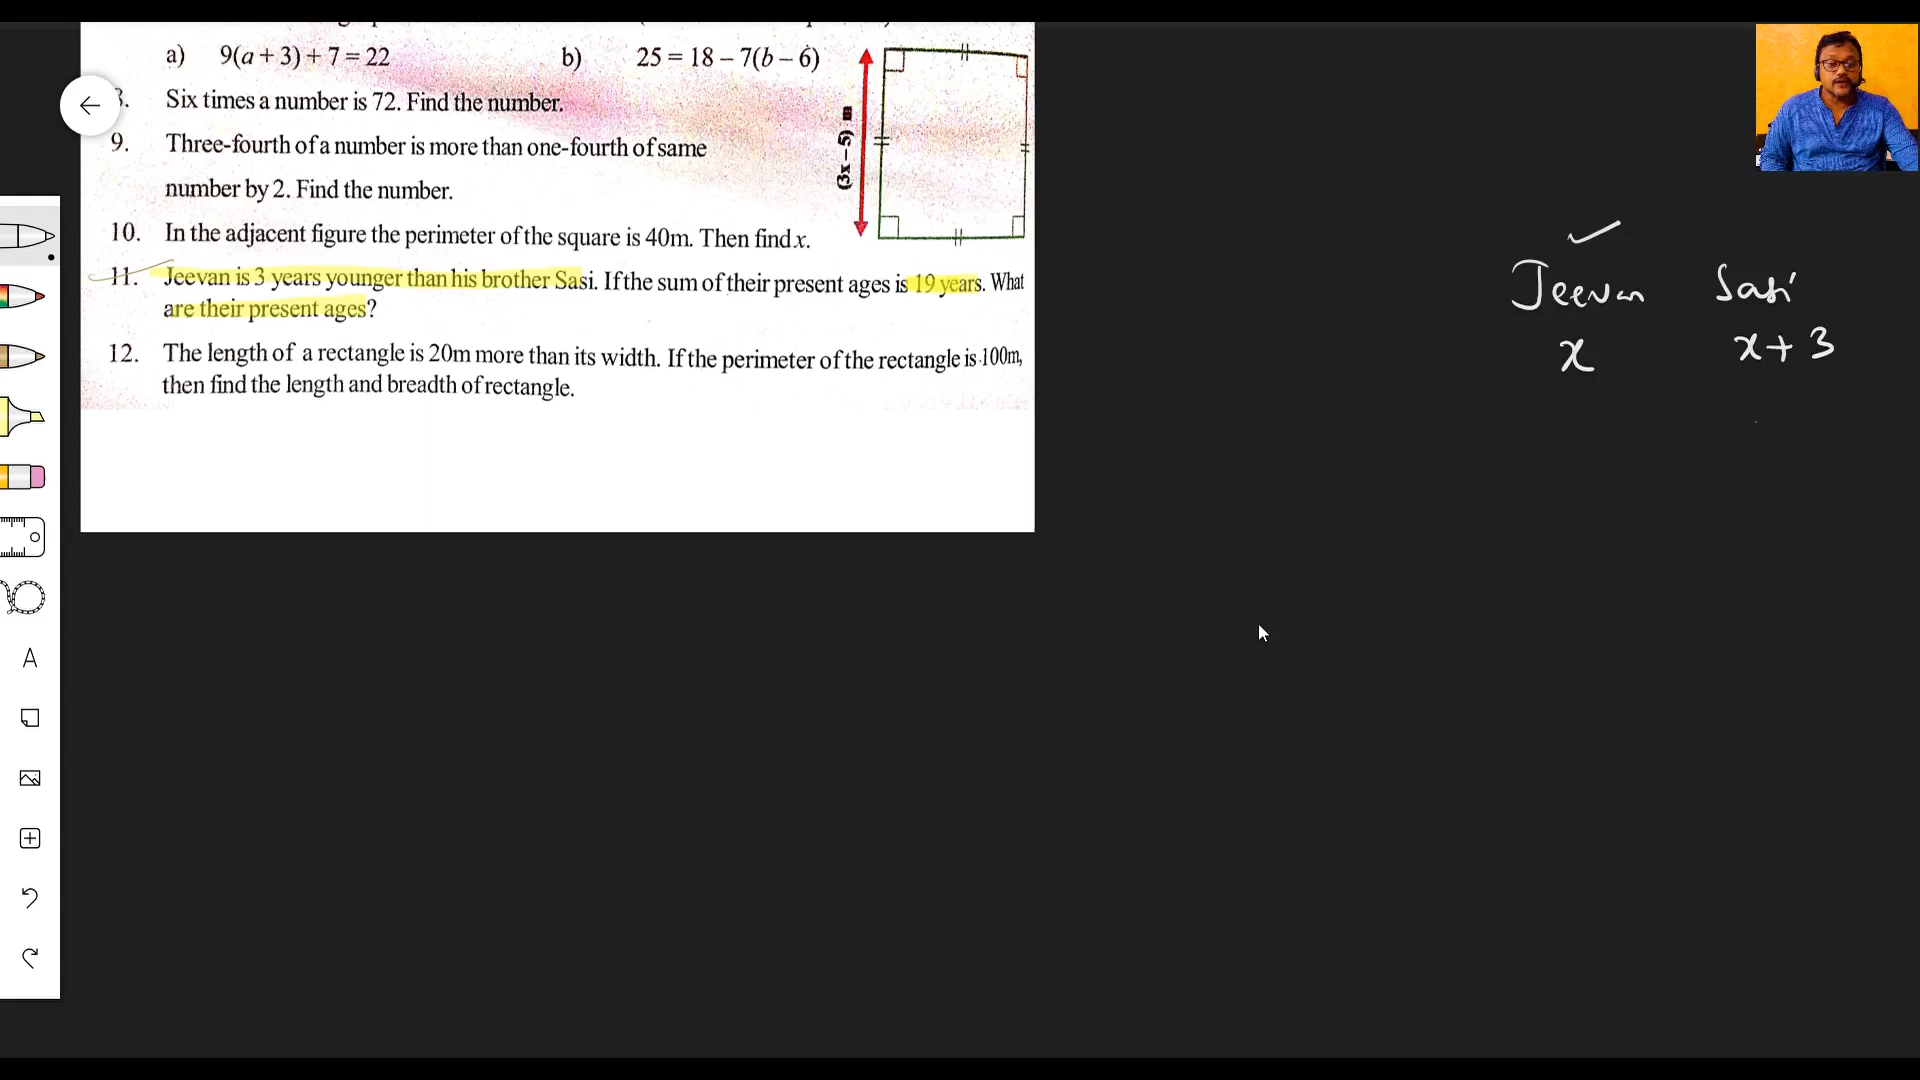 a) 9(a + 3) + 7 = 22 b) 25 = 18 – 7(b – 6)
Six times a number is 72. Find the number.
9. Three-fourth of a number is more than one-fourth of same
number by 2. Find the number.
(3x – 5) m
10. In the adjacent figure the perimeter of the square is 40m. Then find x.
11. Jeevan is 3 years younger than his brother Sasi. If the sum of their present ages is 19 years. What
are their present ages?
12. The length of a rectangle is 20m more than its width. If the perimeter of the rectangle is 100m,
then find the length and breadth of rectangle.
Jeevan Sasi
x x + 3
A